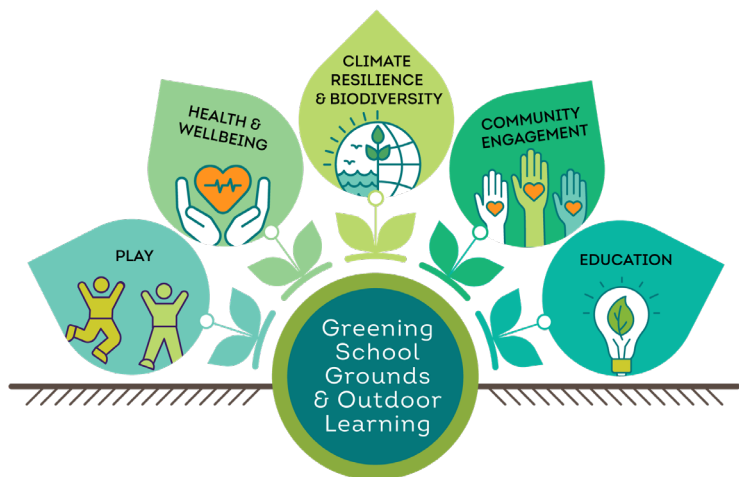 CLIMATE
RESILIENCE
& BIODIVERSITY
HEALTH &
WELLBEING
COMMUNITY
ENGAGEMENT
PLAY
EDUCATION
Greening
School
Grounds
& Outdoor
Learning